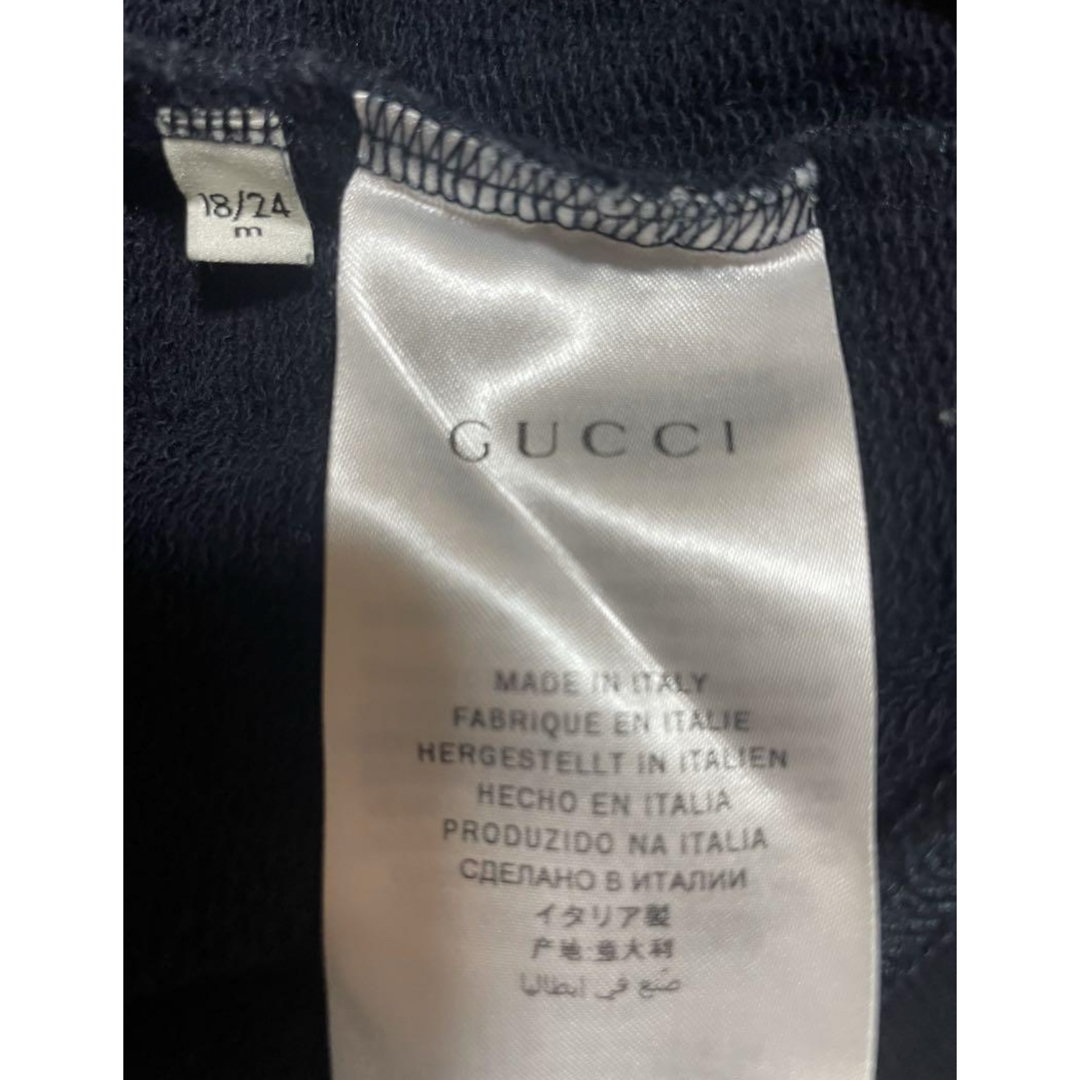 18/24
m
GUCCI
MADE IN ITALY
FABRIQUE EN ITALIE
HERGESTELLT IN ITALIEN
HECHO EN ITALIA
PRODUZIDO NA ITALIA
СДЕЛАНО В ИТАЛИИ
イタリア製
产地:意大利
صنع في ايطاليا